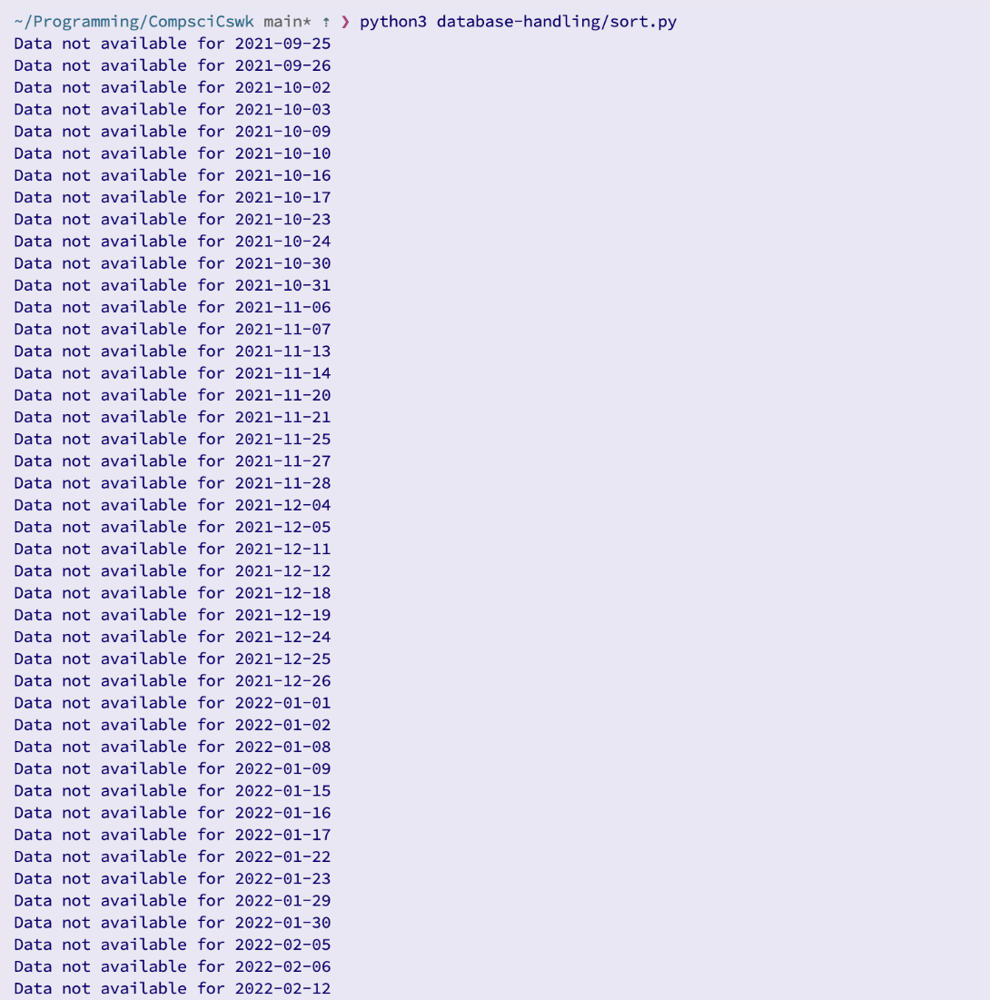 ~/Programming/CompsciCswk main* ⇡ ❯ python3 database-handling/sort.py
Data not available for 2021-09-25
Data not available for 2021-09-26
Data not available for 2021-10-02
Data not available for 2021-10-03
Data not available for 2021-10-09
Data not available for 2021-10-10
Data not available for 2021-10-16
Data not available for 2021-10-17
Data not available for 2021-10-23
Data not available for 2021-10-24
Data not available for 2021-10-30
Data not available for 2021-10-31
Data not available for 2021-11-06
Data not available for 2021-11-07
Data not available for 2021-11-13
Data not available for 2021-11-14
Data not available for 2021-11-20
Data not available for 2021-11-21
Data not available for 2021-11-25
Data not available for 2021-11-27
Data not available for 2021-11-28
Data not available for 2021-12-04
Data not available for 2021-12-05
Data not available for 2021-12-11
Data not available for 2021-12-12
Data not available for 2021-12-18
Data not available for 2021-12-19
Data not available for 2021-12-24
Data not available for 2021-12-25
Data not available for 2021-12-26
Data not available for 2022-01-01
Data not available for 2022-01-02
Data not available for 2022-01-08
Data not available for 2022-01-09
Data not available for 2022-01-15
Data not available for 2022-01-16
Data not available for 2022-01-17
Data not available for 2022-01-22
Data not available for 2022-01-23
Data not available for 2022-01-29
Data not available for 2022-01-30
Data not available for 2022-02-05
Data not available for 2022-02-06
Data not available for 2022-02-12